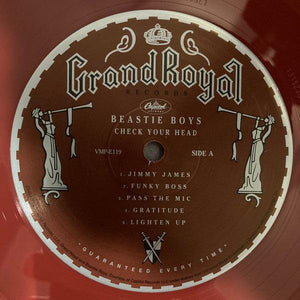 Grand Royal
RECORDS
Capitol
BEASTIE BOYS
CHECK YOUR HEAD
VMP-E119 SIDE A
1. JIMMY JAMES
2. FUNKY BOSS
3. PASS THE MIC
4. GRATITUDE
5. LIGHTEN UP
• GUARANTEED EVERY TIME •